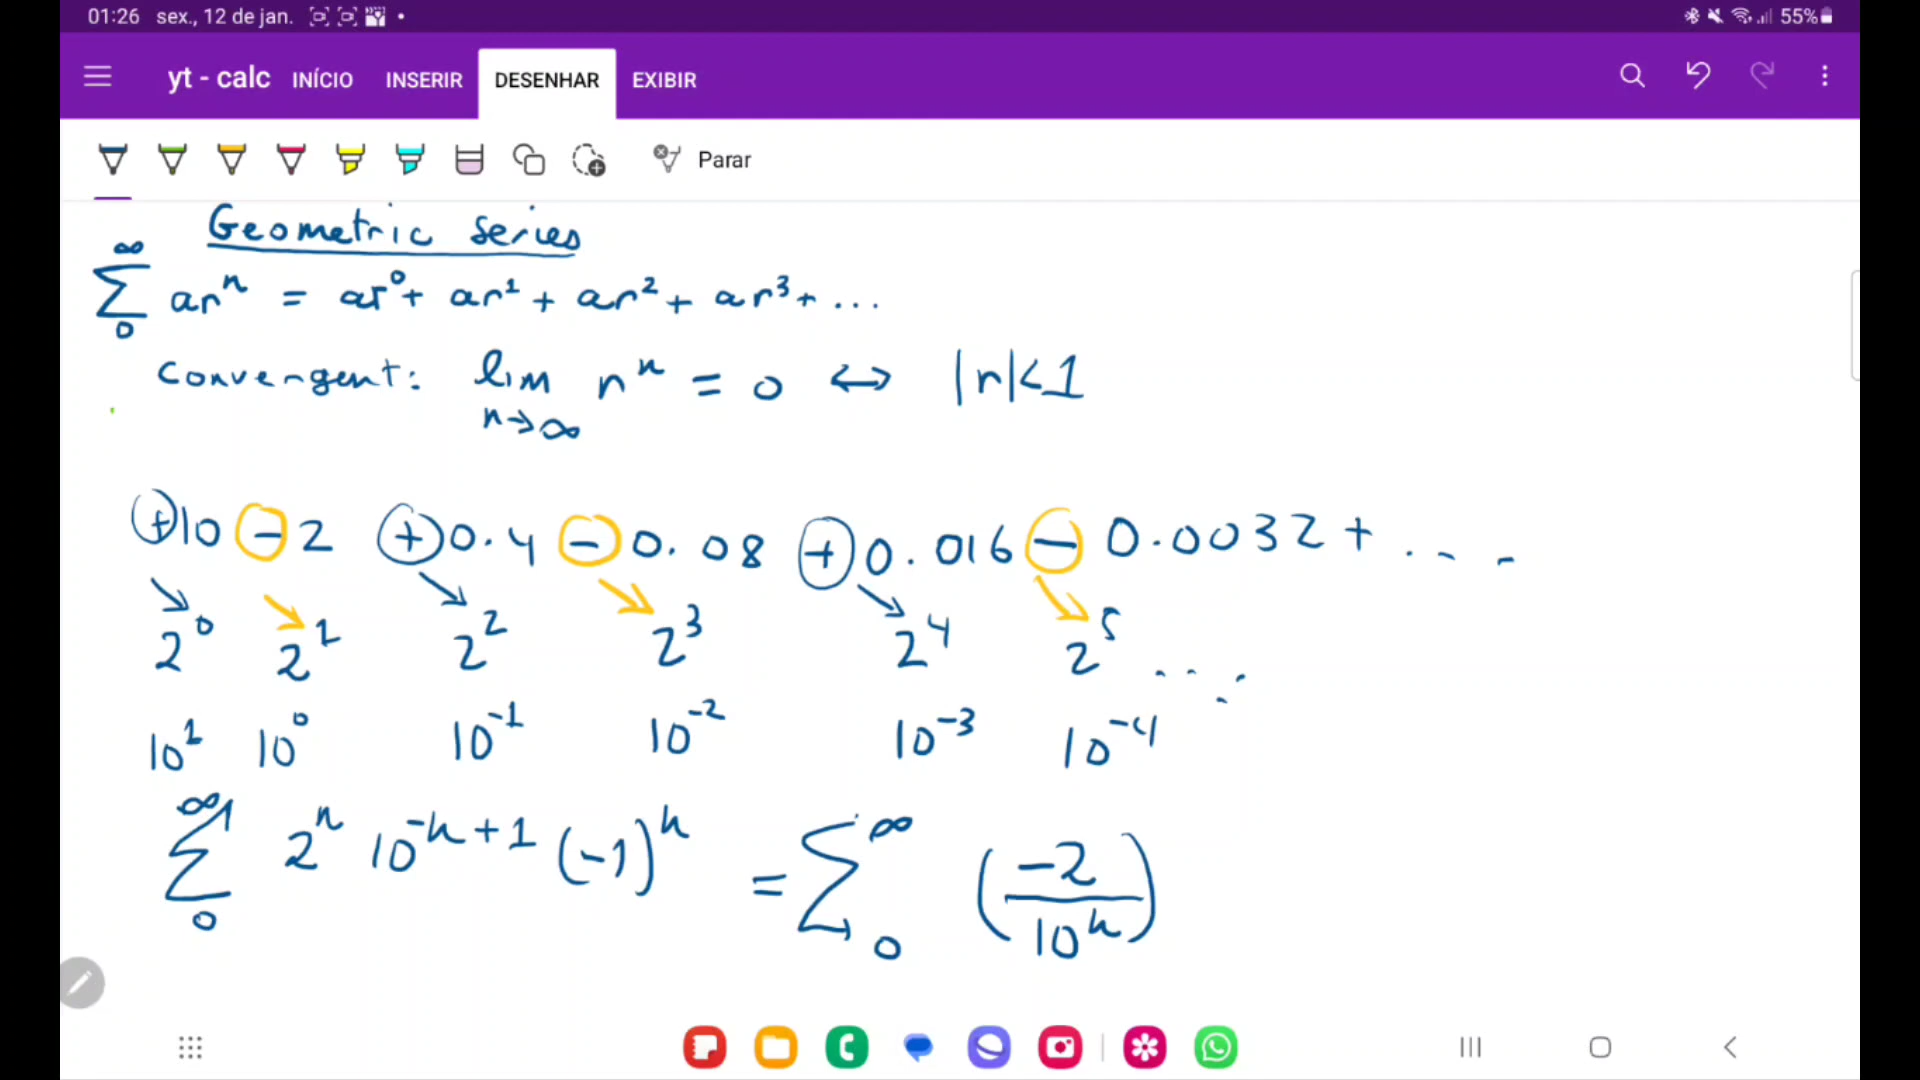 01:26 sex., 12 de jan. 55%
yt - calc INÍCIO INSERIR DESENHAR EXIBIR
Parar
Geometric series
∞ ∑ 0 arⁿ = ar⁰ + ar¹ + ar² + ar³ + ...
convergent: lim n→∞ rⁿ = 0 ↔ |r|<1
+10 - 2 + 0.4 - 0.08 + 0.016 - 0.0032 + ...
2⁰ 2¹ 2² 2³ 2⁴ 2⁵ ...
10¹ 10⁰ 10⁻¹ 10⁻² 10⁻³ 10⁻⁴
∞ ∑ 0 2ⁿ 10⁻ⁿ⁺¹ (-1)ⁿ = ∑ ∞ 0 (-2/10ⁿ)